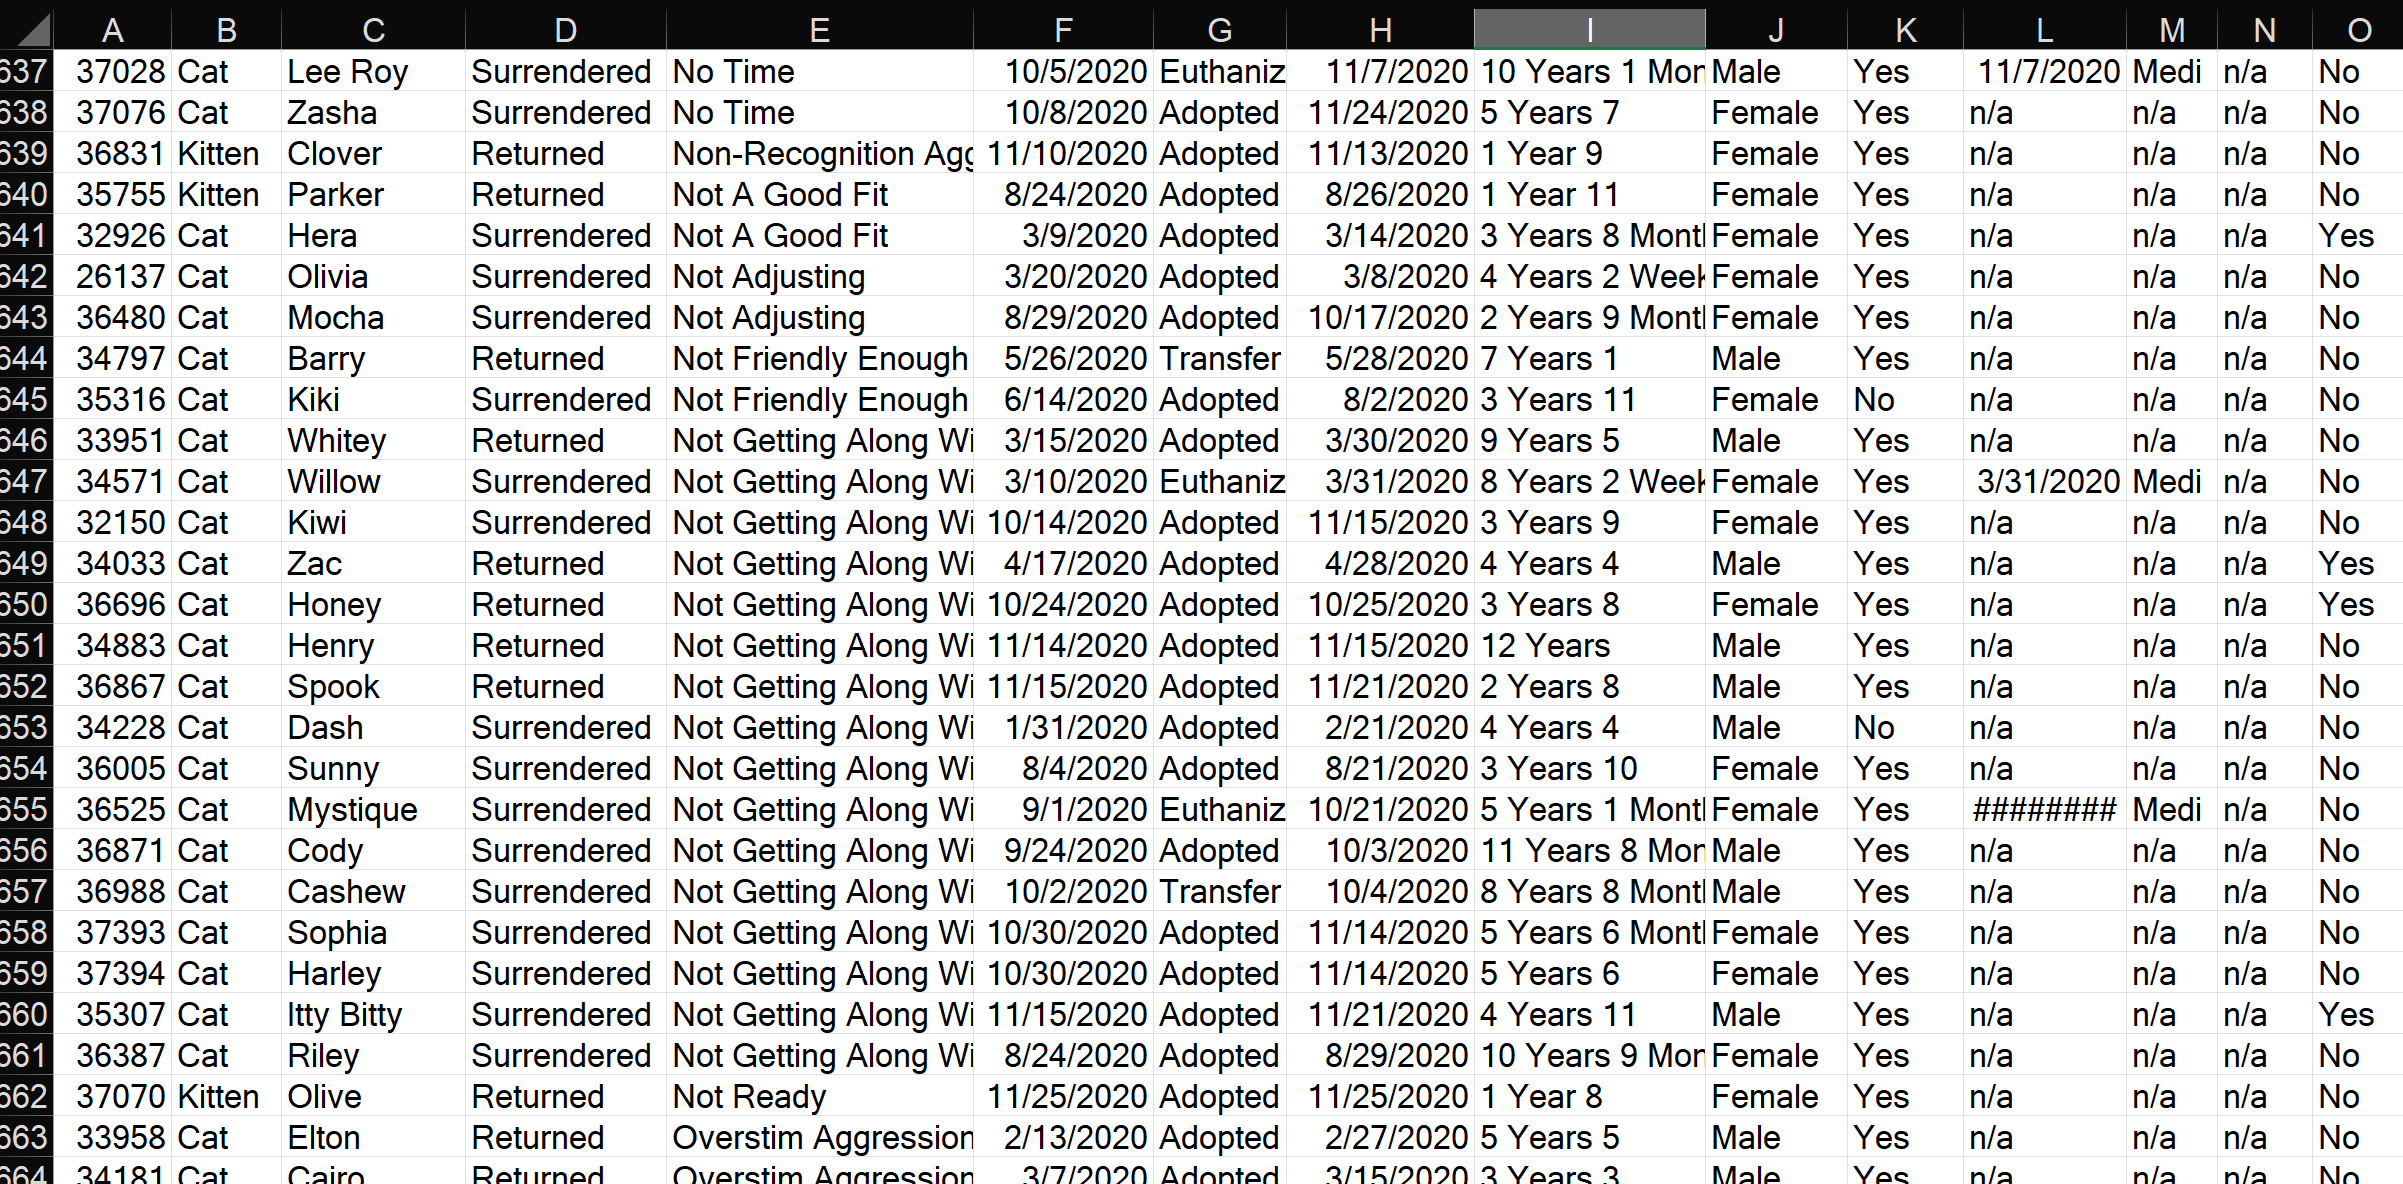 A B C D E F G H I J K L M N O
637 37028 Cat Lee Roy Surrendered No Time 10/5/2020 Euthaniz 11/7/2020 10 Years 1 Mon Male Yes 11/7/2020 Medi n/a No
638 37076 Cat Zasha Surrendered No Time 10/8/2020 Adopted 11/24/2020 5 Years 7 Female Yes n/a n/a n/a No
639 36831 Kitten Clover Returned Non-Recognition Agg 11/10/2020 Adopted 11/13/2020 1 Year 9 Female Yes n/a n/a n/a No
640 35755 Kitten Parker Returned Not A Good Fit 8/24/2020 Adopted 8/26/2020 1 Year 11 Female Yes n/a n/a n/a No
641 32926 Cat Hera Surrendered Not A Good Fit 3/9/2020 Adopted 3/14/2020 3 Years 8 Montl Female Yes n/a n/a n/a Yes
642 26137 Cat Olivia Surrendered Not Adjusting 3/20/2020 Adopted 3/8/2020 4 Years 2 Week Female Yes n/a n/a n/a No
643 36480 Cat Mocha Surrendered Not Adjusting 8/29/2020 Adopted 10/17/2020 2 Years 9 Montl Female Yes n/a n/a n/a No
644 34797 Cat Barry Returned Not Friendly Enough 5/26/2020 Transfer 5/28/2020 7 Years 1 Male Yes n/a n/a n/a No
645 35316 Cat Kiki Surrendered Not Friendly Enough 6/14/2020 Adopted 8/2/2020 3 Years 11 Female No n/a n/a n/a No
646 33951 Cat Whitey Returned Not Getting Along Wi 3/15/2020 Adopted 3/30/2020 9 Years 5 Male Yes n/a n/a n/a No
647 34571 Cat Willow Surrendered Not Getting Along Wi 3/10/2020 Euthaniz 3/31/2020 8 Years 2 Week Female Yes 3/31/2020 Medi n/a No
648 32150 Cat Kiwi Surrendered Not Getting Along Wi 10/14/2020 Adopted 11/15/2020 3 Years 9 Female Yes n/a n/a n/a No
649 34033 Cat Zac Returned Not Getting Along Wi 4/17/2020 Adopted 4/28/2020 4 Years 4 Male Yes n/a n/a n/a Yes
650 36696 Cat Honey Returned Not Getting Along Wi 10/24/2020 Adopted 10/25/2020 3 Years 8 Female Yes n/a n/a n/a Yes
651 34883 Cat Henry Returned Not Getting Along Wi 11/14/2020 Adopted 11/15/2020 12 Years Male Yes n/a n/a n/a No
652 36867 Cat Spook Returned Not Getting Along Wi 11/15/2020 Adopted 11/21/2020 2 Years 8 Male Yes n/a n/a n/a No
653 34228 Cat Dash Surrendered Not Getting Along Wi 1/31/2020 Adopted 2/21/2020 4 Years 4 Male No n/a n/a n/a No
654 36005 Cat Sunny Surrendered Not Getting Along Wi 8/4/2020 Adopted 8/21/2020 3 Years 10 Female Yes n/a n/a n/a No
655 36525 Cat Mystique Surrendered Not Getting Along Wi 9/1/2020 Euthaniz 10/21/2020 5 Years 1 Montl Female Yes ######## Medi n/a No
656 36871 Cat Cody Surrendered Not Getting Along Wi 9/24/2020 Adopted 10/3/2020 11 Years 8 Mon Male Yes n/a n/a n/a No
657 36988 Cat Cashew Surrendered Not Getting Along Wi 10/2/2020 Transfer 10/4/2020 8 Years 8 Montl Male Yes n/a n/a n/a No
658 37393 Cat Sophia Surrendered Not Getting Along Wi 10/30/2020 Adopted 11/14/2020 5 Years 6 Montl Female Yes n/a n/a n/a No
659 37394 Cat Harley Surrendered Not Getting Along Wi 10/30/2020 Adopted 11/14/2020 5 Years 6 Female Yes n/a n/a n/a No
660 35307 Cat Itty Bitty Surrendered Not Getting Along Wi 11/15/2020 Adopted 11/21/2020 4 Years 11 Male Yes n/a n/a n/a Yes
661 36387 Cat Riley Surrendered Not Getting Along Wi 8/24/2020 Adopted 8/29/2020 10 Years 9 Mon Female Yes n/a n/a n/a No
662 37070 Kitten Olive Returned Not Ready 11/25/2020 Adopted 11/25/2020 1 Year 8 Female Yes n/a n/a n/a No
663 33958 Cat Elton Returned Overstim Aggression 2/13/2020 Adopted 2/27/2020 5 Years 5 Male Yes n/a n/a n/a No
664 34181 Cat Cairo Returned Overstim Aggression 3/7/2020 Adopted 3/15/2020 3 Years 3 Male Yes n/a n/a n/a No